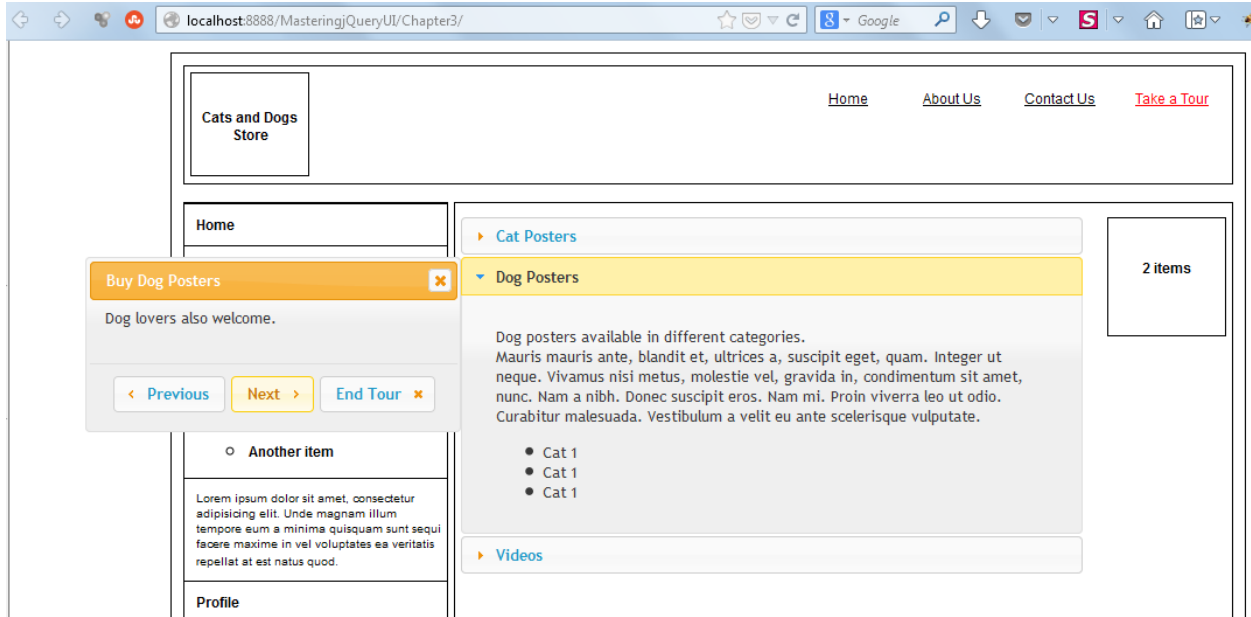 localhost:8888/MasteringjQueryUI/Chapter3/
8 Google
S
Cats and Dogs
Store
Home
About Us
Contact Us
Take a Tour
Home
Buy Dog Posters
Dog lovers also welcome.
Previous
Next
End Tour
Another item
Lorem ipsum dolor sit amet, consectetur
adipisicing elit. Unde magnam illum
tempore eum a minima quisquam sunt sequi
facere maxime in vel voluptates ea veritatis
repellat at est natus quod.
Profile
Cat Posters
Dog Posters
Dog posters available in different categories.
Mauris mauris ante, blandit et, ultrices a, suscipit eget, quam. Integer ut
neque. Vivamus nisi metus, molestie vel, gravida in, condimentum sit amet,
nunc. Nam a nibh. Donec suscipit eros. Nam mi. Proin viverra leo ut odio.
Curabitur malesuada. Vestibulum a velit eu ante scelerisque vulputate.
Cat 1
Cat 1
Cat 1
Videos
2 items